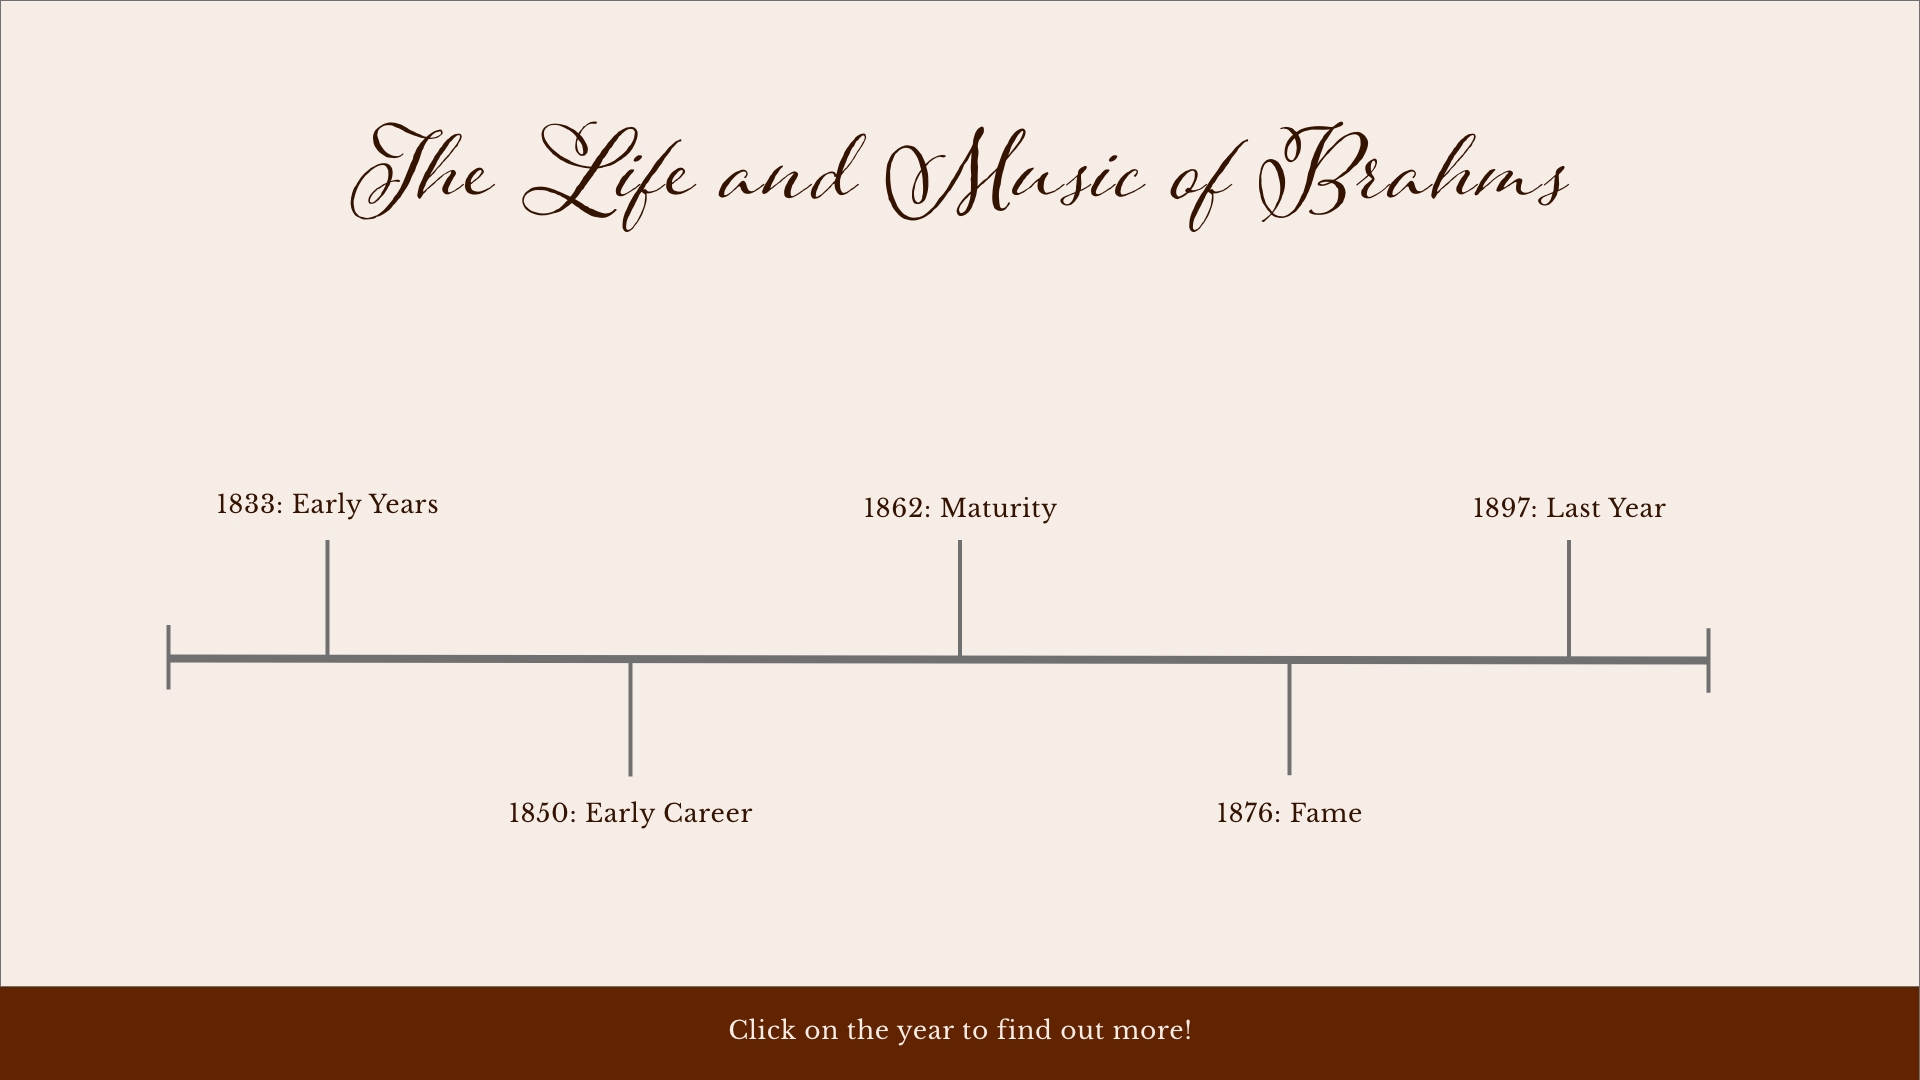 The Life and Music of Brahms
1833: Early Years
1862: Maturity
1897: Last Year
1850: Early Career
1876: Fame
Click on the year to find out more!